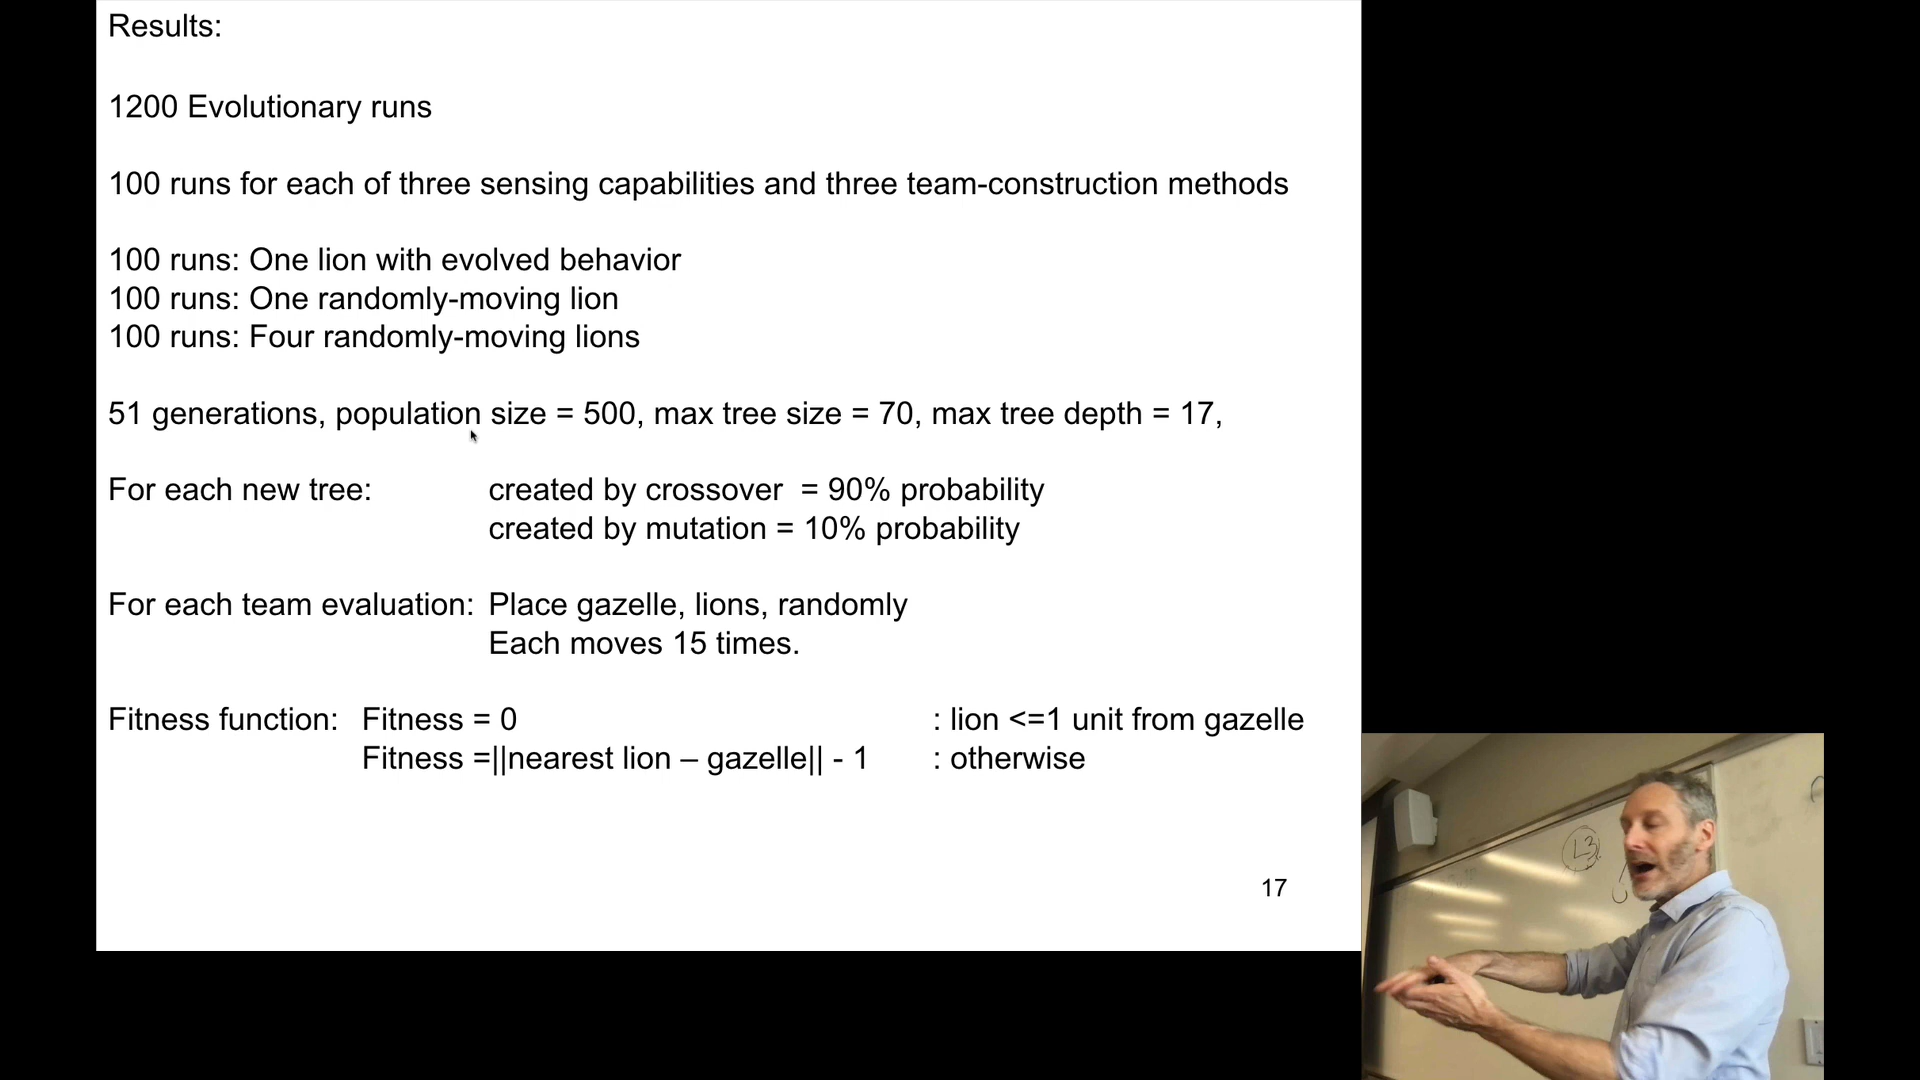 Results:
1200 Evolutionary runs
100 runs for each of three sensing capabilities and three team-construction methods
100 runs: One lion with evolved behavior
100 runs: One randomly-moving lion
100 runs: Four randomly-moving lions
51 generations, population size = 500, max tree size = 70, max tree depth = 17,
For each new tree: created by crossover = 90% probability
created by mutation = 10% probability
For each team evaluation: Place gazelle, lions, randomly
Each moves 15 times.
Fitness function: Fitness = 0 : lion <=1 unit from gazelle
Fitness =||nearest lion – gazelle|| - 1 : otherwise
17
L3